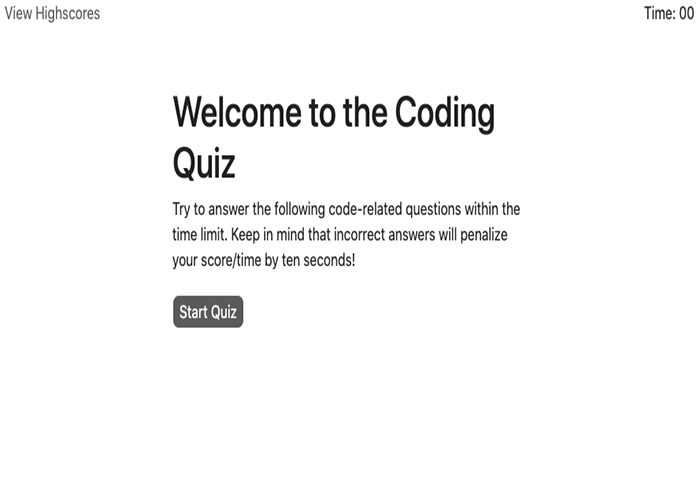 View Highscores
Time: 00
Welcome to the Coding
Quiz
Try to answer the following code-related questions within the
time limit. Keep in mind that incorrect answers will penalize
your score/time by ten seconds!
Start Quiz